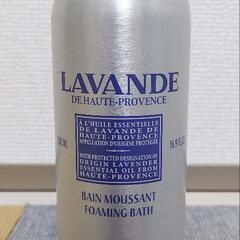 LAVANDE
DE HAUTE-PROVENCE
À L'HUILE ESSENTIELLE
DE LAVANDE DE
HAUTE-PROVENCE
APPELLATION D'ORIGINE PROTÉGÉE
WITH PROTECTED DESIGNATION OF
ORIGIN LAVENDER
ESSENTIAL OIL FROM
HAUTE-PROVENCE
500 ML
16.9 FL.OZ.
BAIN MOUSSANT
FOAMING BATH